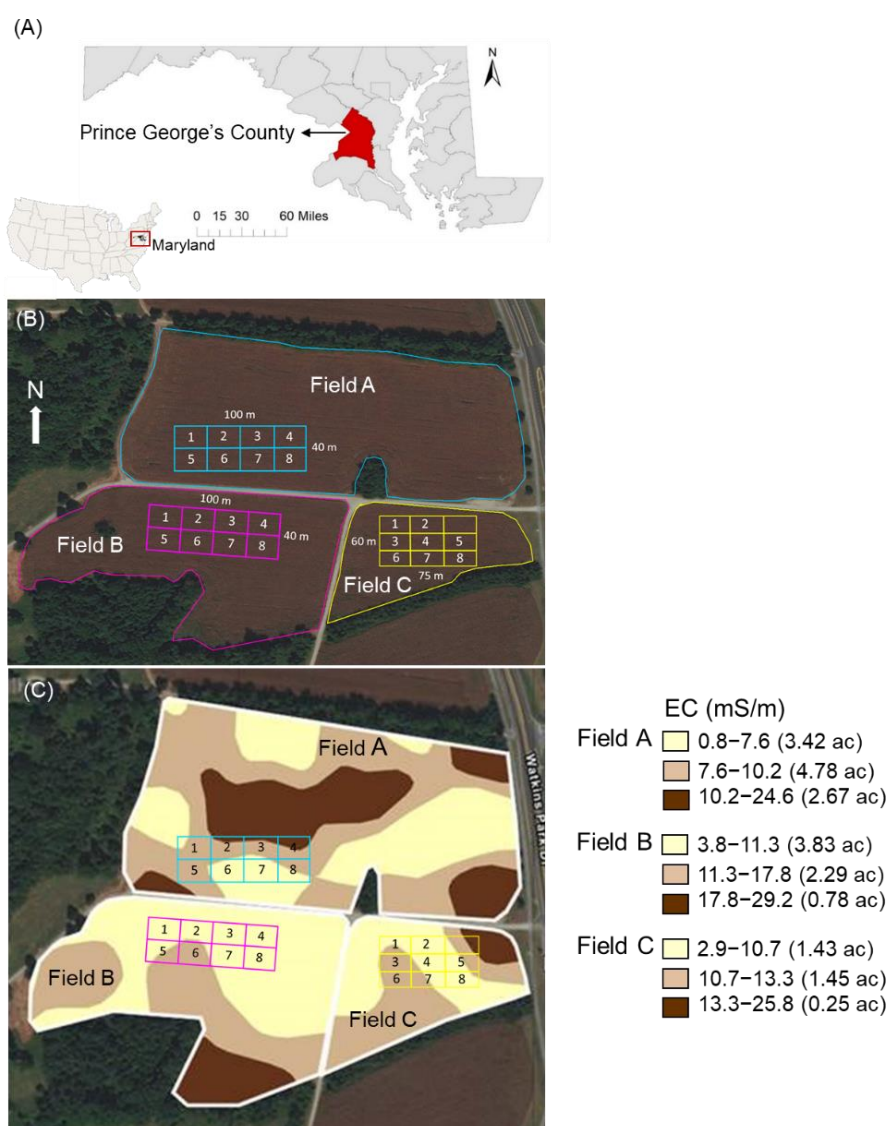 (A)
N
Prince George's County
0 15 30 60 Miles
Maryland
(B)
Field A
N
100 m
1 2 3 4
40 m
5 6 7 8
100 m
1 2 3 4
40 m
5 6 7 8
Field B
1 2
60 m
3 4 5
6 7 8
75 m
Field C
(C)
Field A
Watkins Park Dr
1 2 3 4
5 6 7 8
1 2 3 4
5 6 7 8
Field B
1 2
3 4 5
6 7 8
Field C
EC (mS/m)
Field A
0.8–7.6 (3.42 ac)
7.6–10.2 (4.78 ac)
10.2–24.6 (2.67 ac)
Field B
3.8–11.3 (3.83 ac)
11.3–17.8 (2.29 ac)
17.8–29.2 (0.78 ac)
Field C
2.9–10.7 (1.43 ac)
10.7–13.3 (1.45 ac)
13.3–25.8 (0.25 ac)